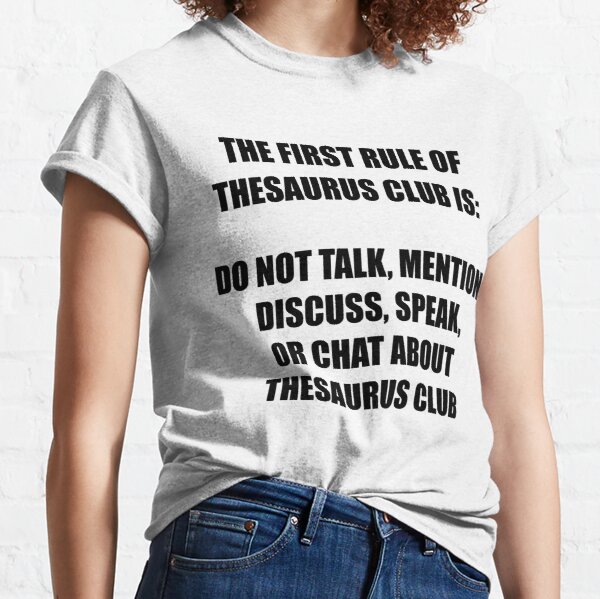 THE FIRST RULE OF
THESAURUS CLUB IS:
DO NOT TALK, MENTION
DISCUSS, SPEAK,
OR CHAT ABOUT
THESAURUS CLUB